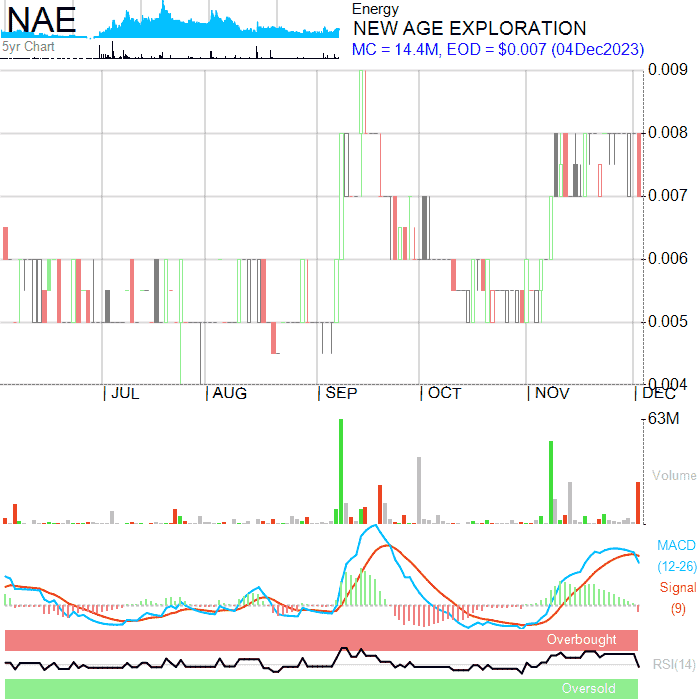 NAE
5yr Chart
Energy
NEW AGE EXPLORATION
MC = 14.4M, EOD = $0.007 (04Dec2023)
0.009
0.008
0.007
0.006
0.005
0.004
JUL
AUG
SEP
OCT
NOV
DEC
63M
Volume
MACD
(12-26)
Signal
(9)
Overbought
RSI(14)
Oversold